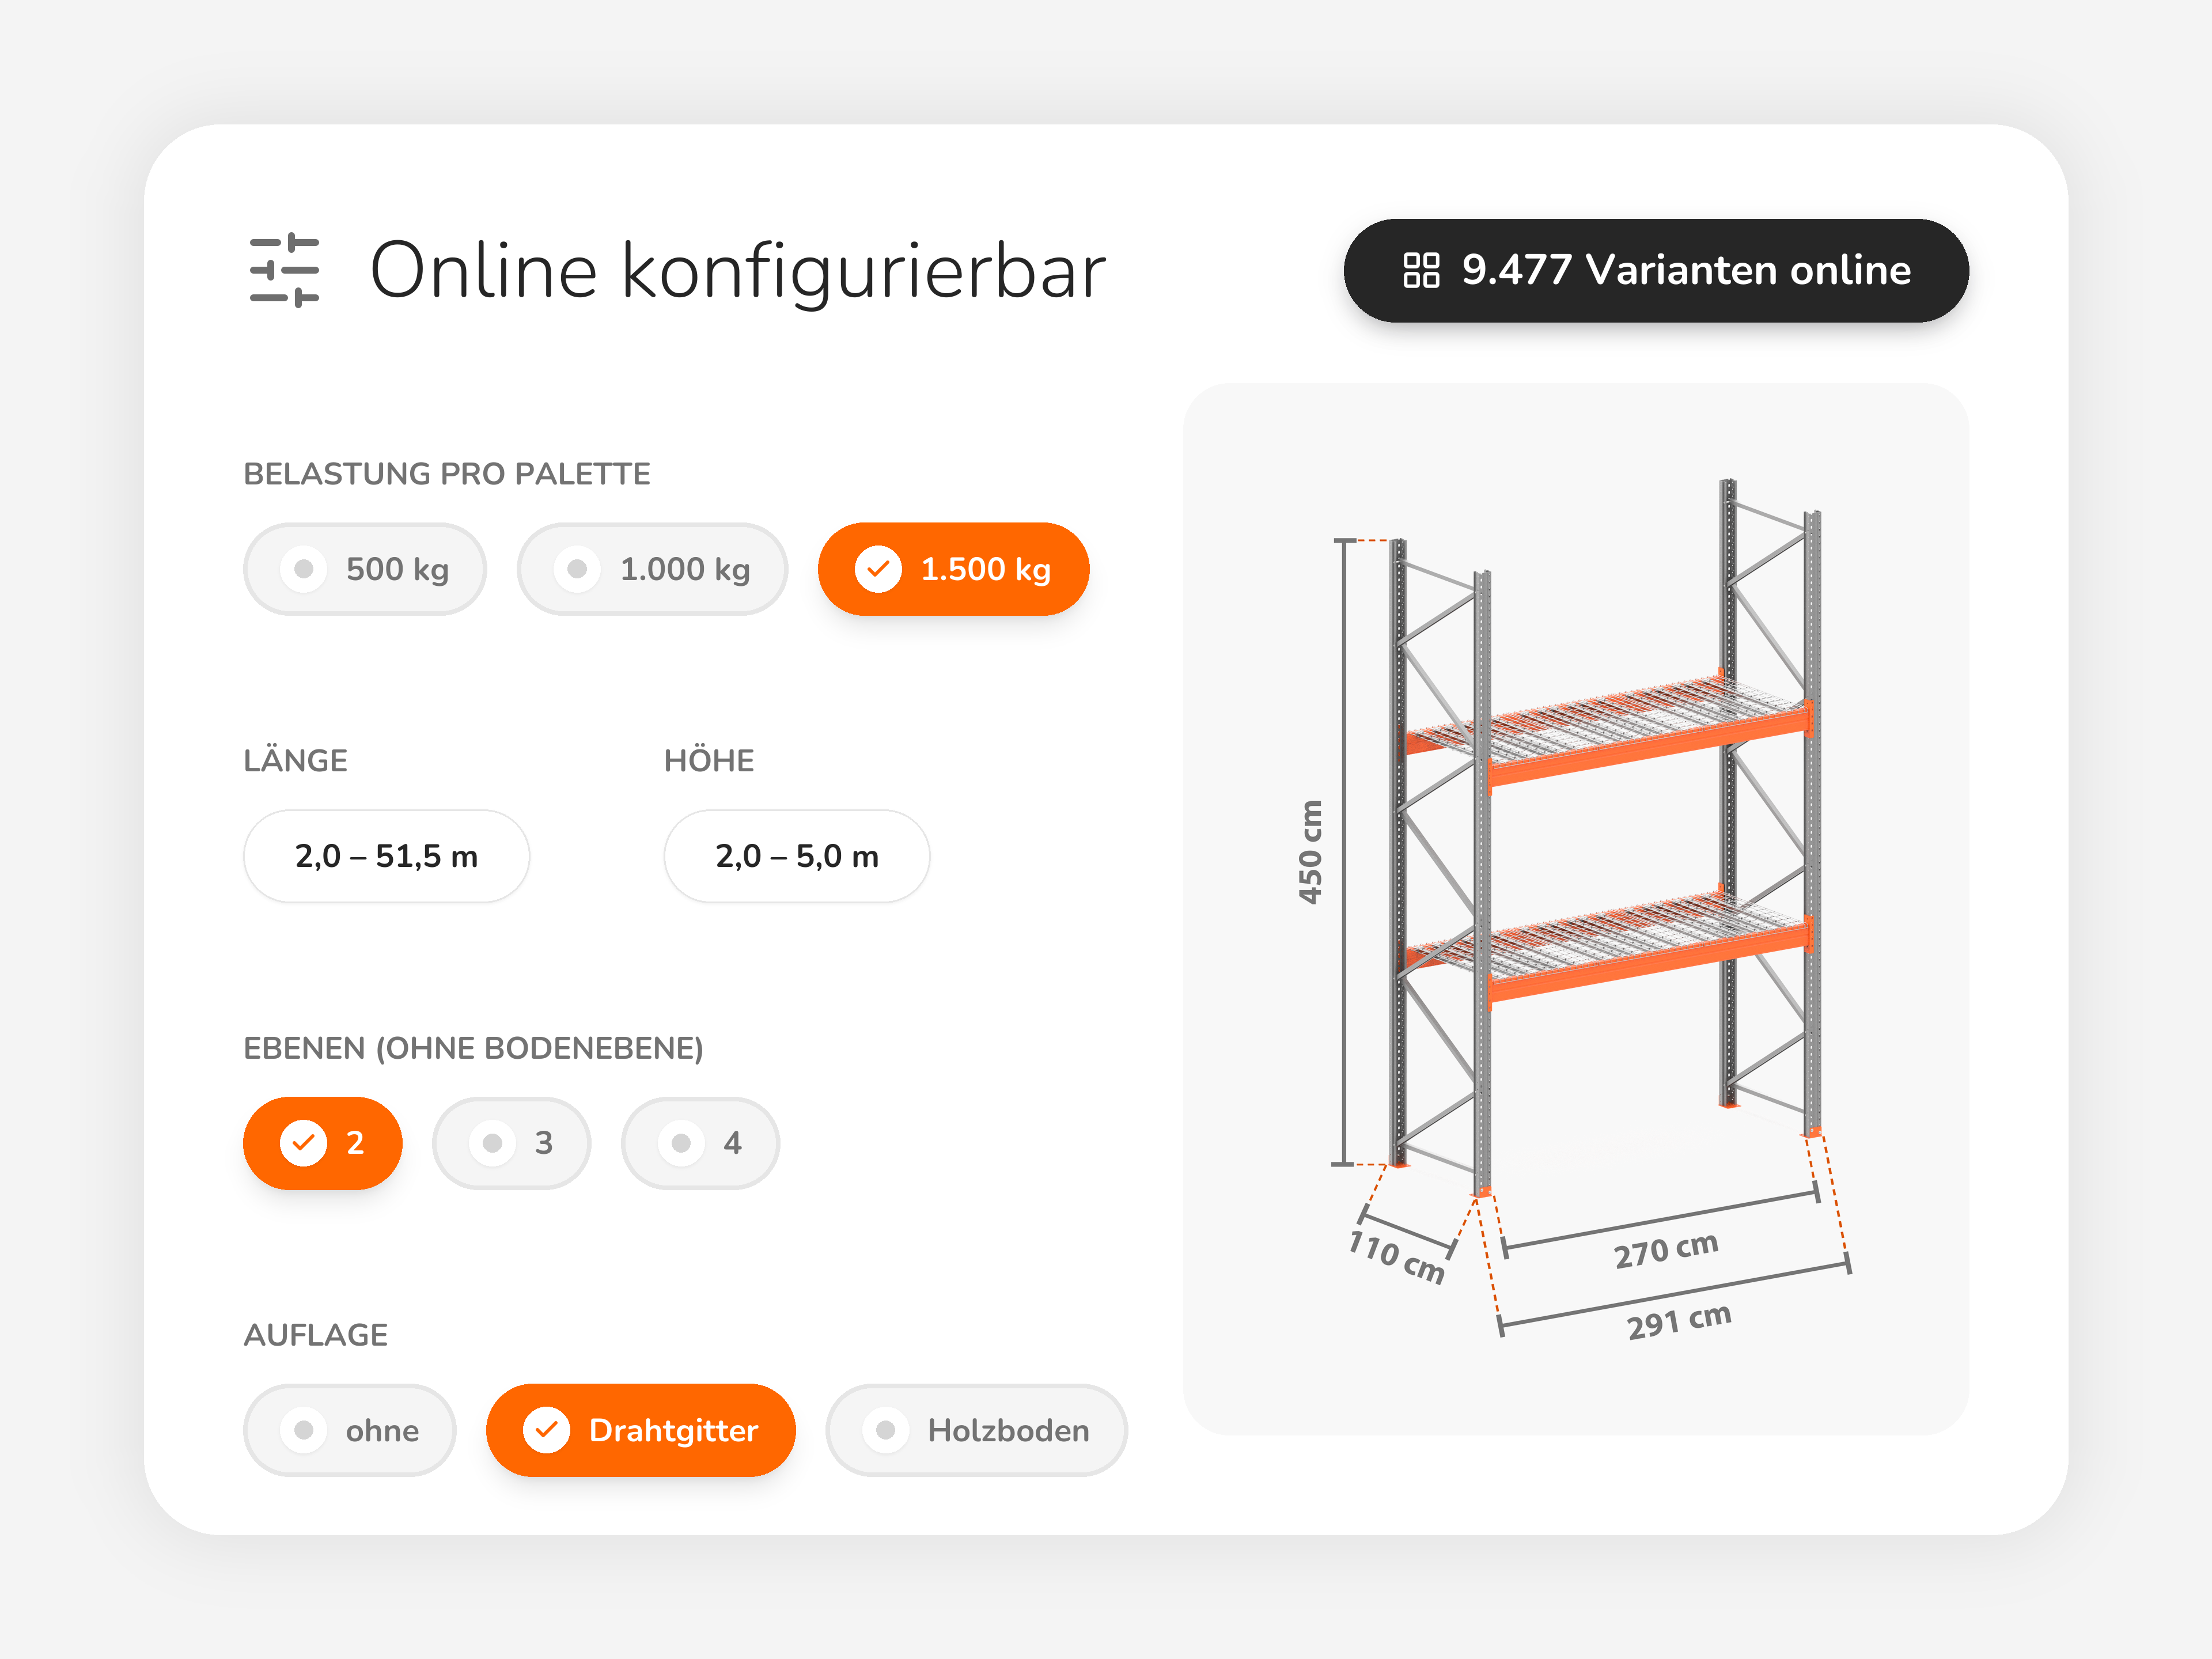 Online konfigurierbar
9.477 Varianten online
BELASTUNG PRO PALETTE
500 kg
1.000 kg
1.500 kg
LÄNGE
HÖHE
2,0 – 51,5 m
2,0 – 5,0 m
EBENEN (OHNE BODENEBENE)
2
3
4
AUFLAGE
ohne
Drahtgitter
Holzboden
450 cm
110 cm
270 cm
291 cm